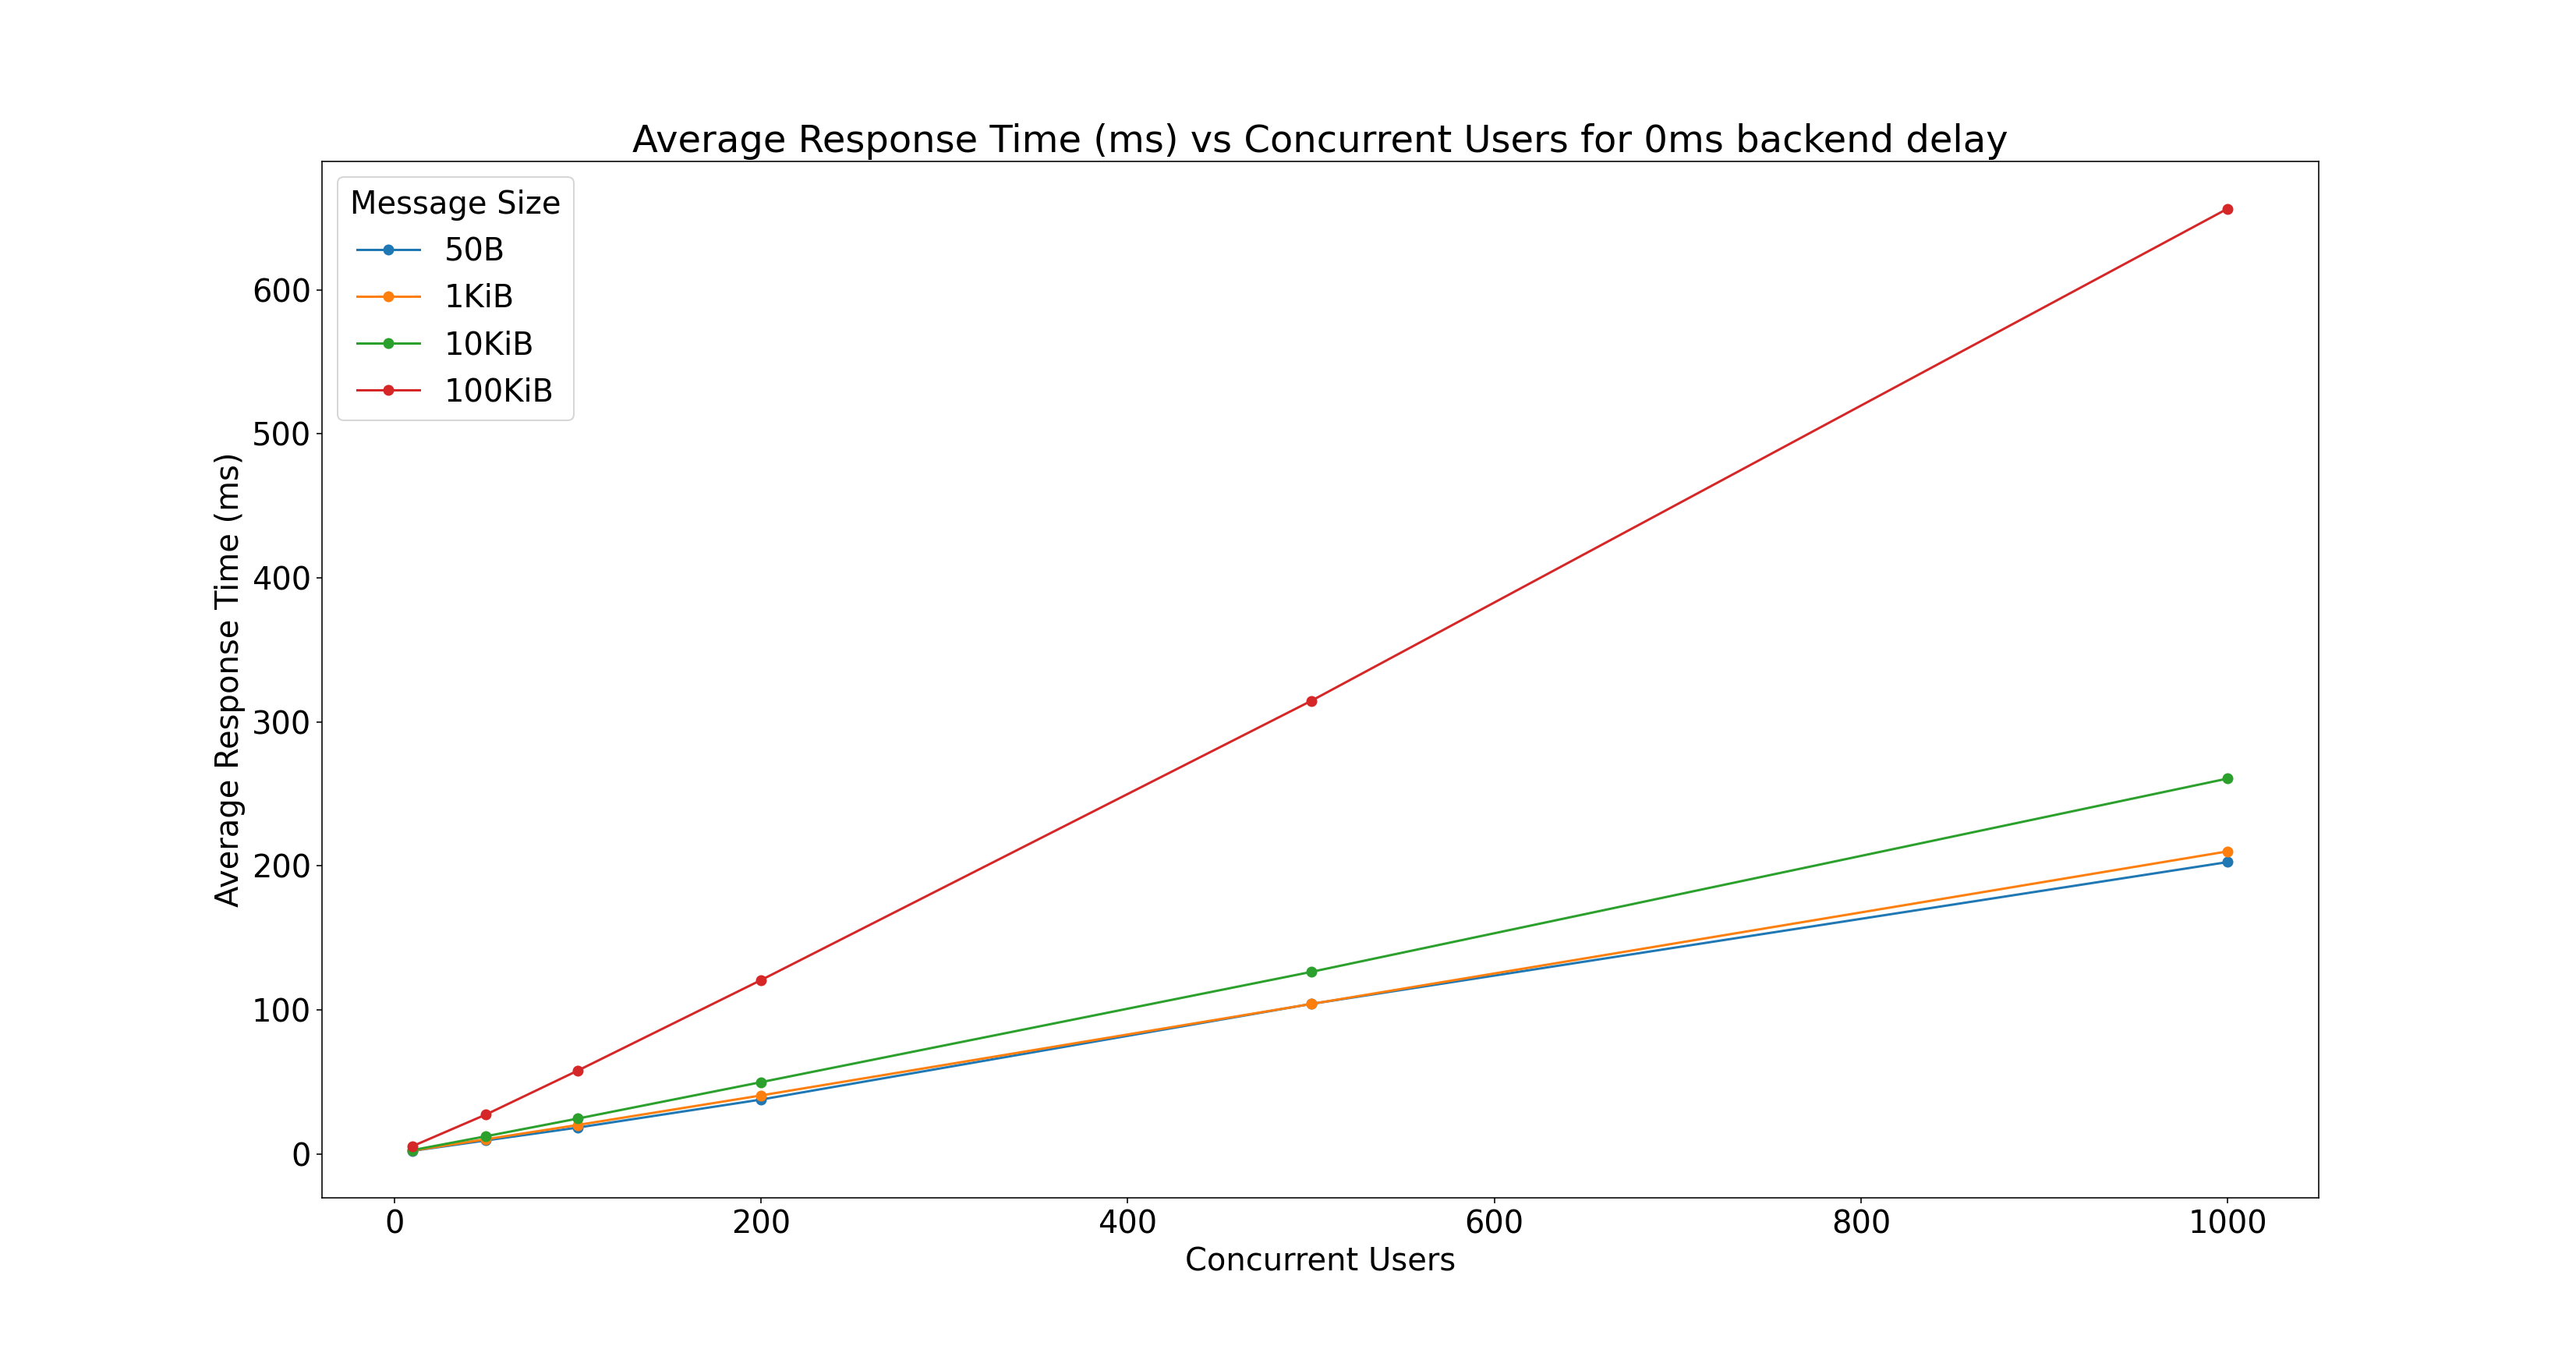 Average Response Time (ms) vs Concurrent Users for 0ms backend delay
Message Size
50B
1KiB
10KiB
100KiB
Average Response Time (ms)
600
500
400
300
200
100
0
0 200 400 600 800 1000
Concurrent Users